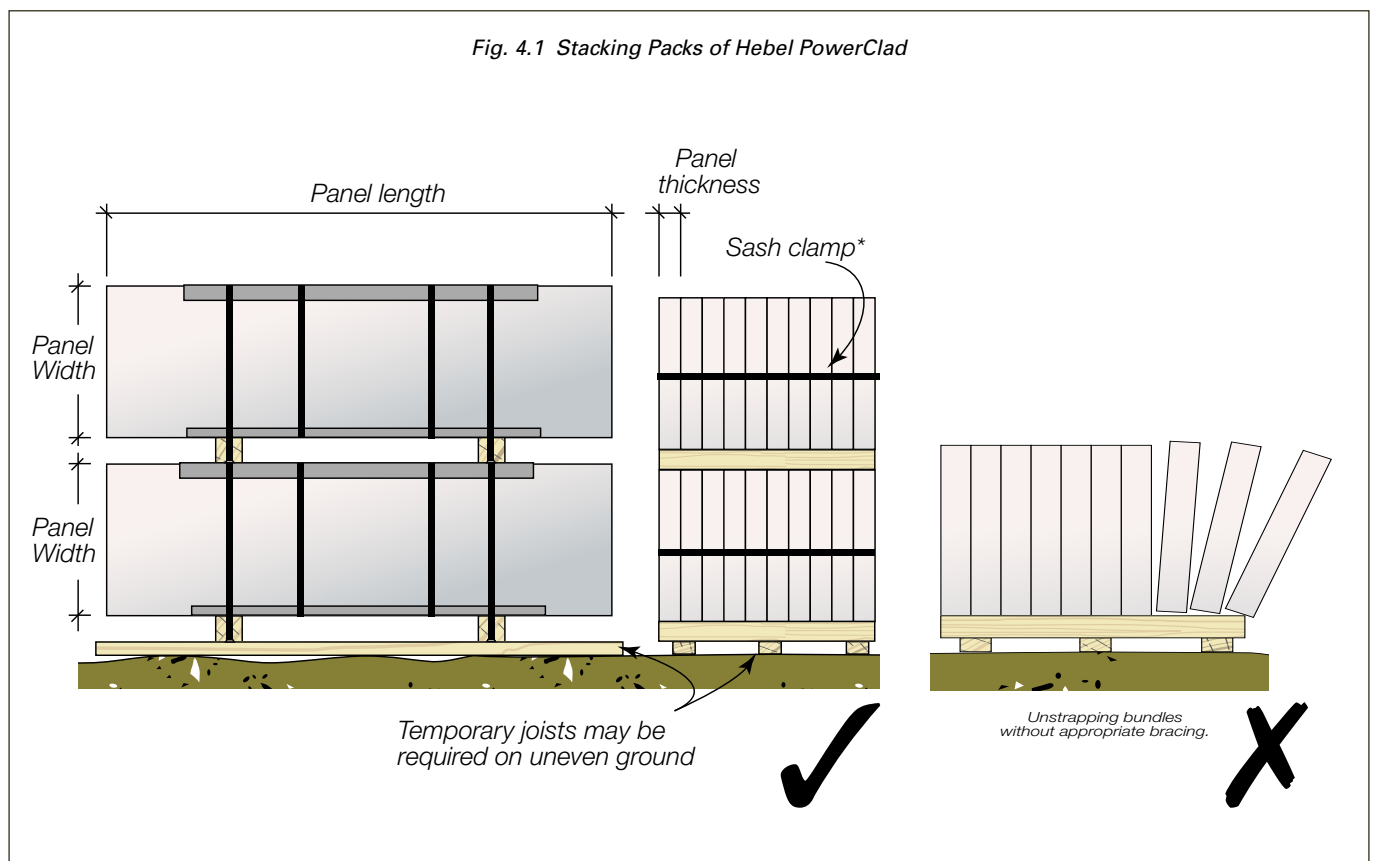 Fig. 4.1 Stacking Packs of Hebel PowerClad
Panel
thickness
Panel length
Sash clamp*
Panel
Width
Panel
Width
Temporary joists may be
required on uneven ground
Unstrapping bundles
without appropriate bracing.